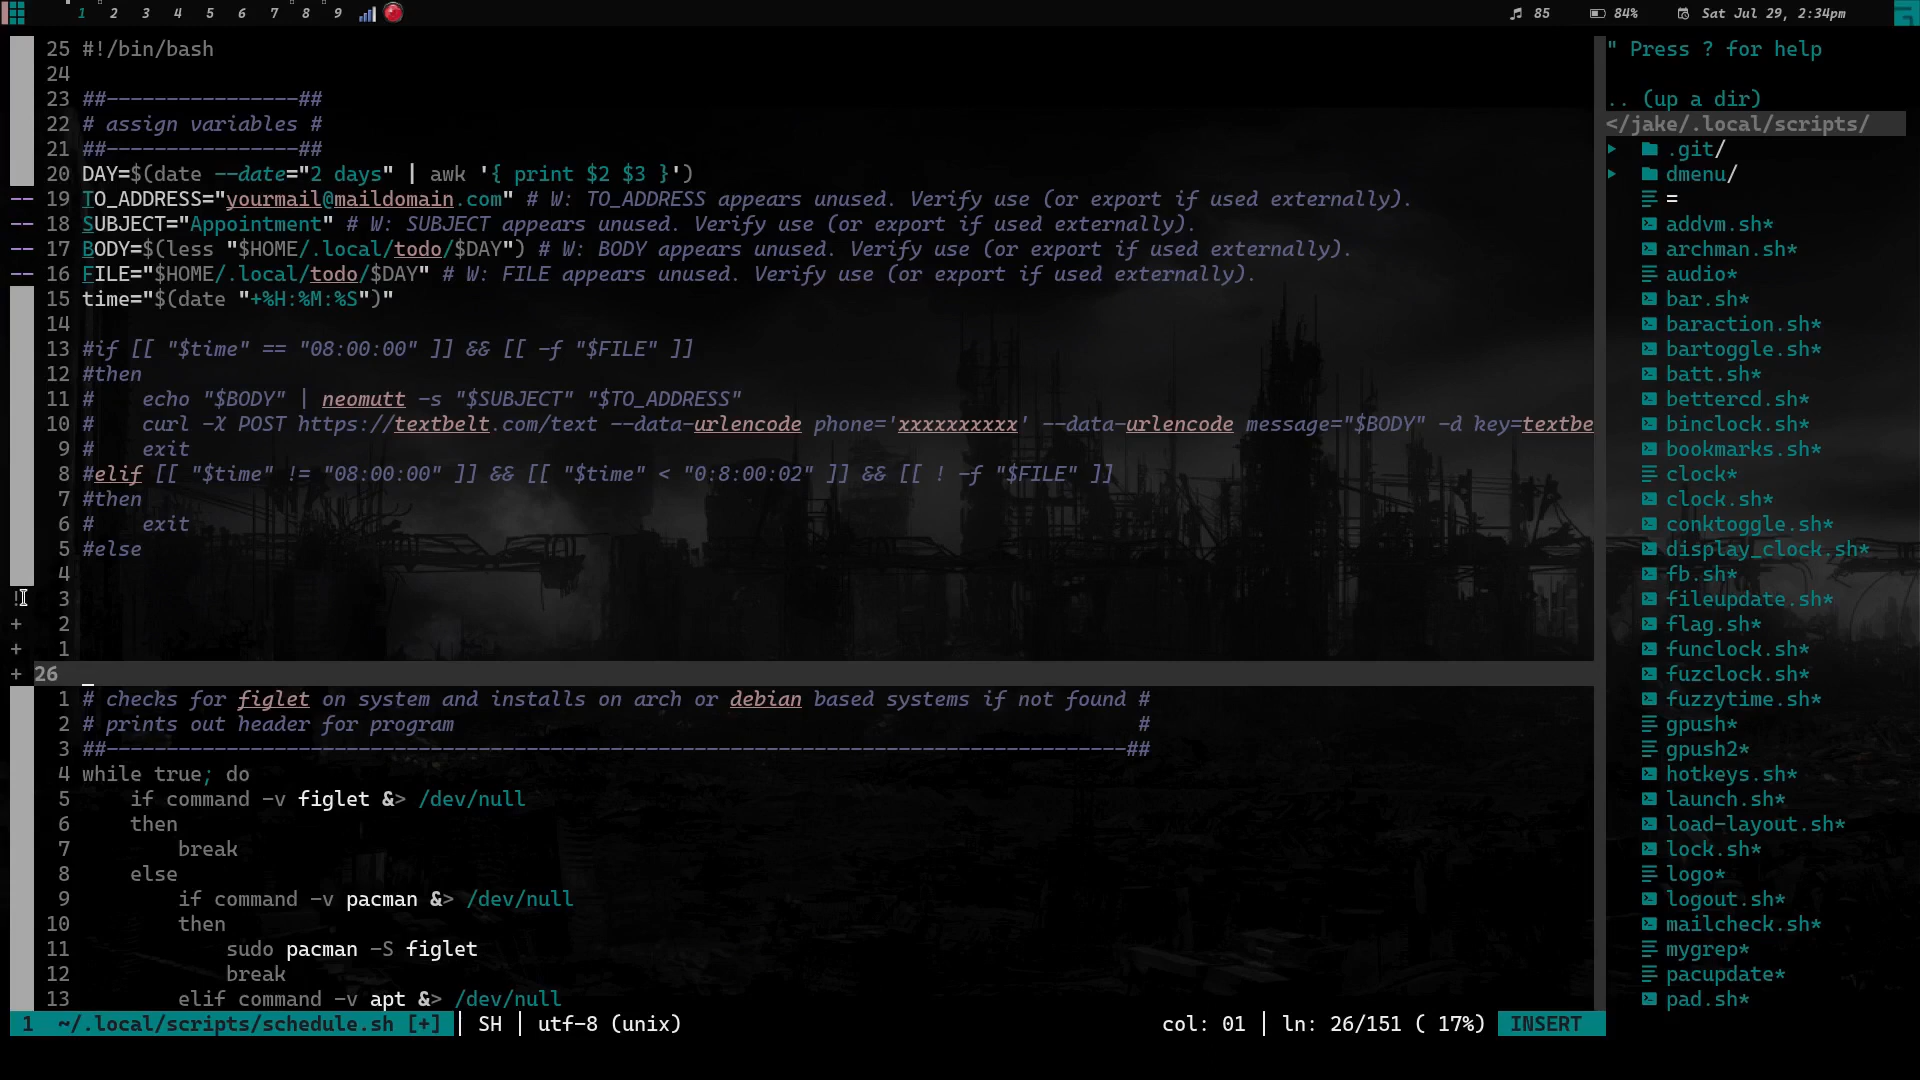 1 2 3 4 5 6 7 8 9
85 84% Sat Jul 29, 2:34pm
25 #!/bin/bash
24
23 ##----------------##
22 # assign variables #
21 ##----------------##
20 DAY=$(date --date="2 days" | awk '{ print $2 $3 }')
-- 19 TO_ADDRESS="yourmail@maildomain.com" # W: TO_ADDRESS appears unused. Verify use (or export if used externally).
-- 18 SUBJECT="Appointment" # W: SUBJECT appears unused. Verify use (or export if used externally).
-- 17 BODY=$(less "$HOME/.local/todo/$DAY") # W: BODY appears unused. Verify use (or export if used externally).
-- 16 FILE="$HOME/.local/todo/$DAY" # W: FILE appears unused. Verify use (or export if used externally).
15 time="$(date "+%H:%M:%S")"
14
13 #if [[ "$time" == "08:00:00" ]] && [[ -f "$FILE" ]]
12 #then
11 #    echo "$BODY" | neomutt -s "$SUBJECT" "$TO_ADDRESS"
10 #    curl -X POST https://textbelt.com/text --data-urlencode phone='xxxxxxxxxx' --data-urlencode message="$BODY" -d key=textbe
9 #    exit
8 #elif [[ "$time" != "08:00:00" ]] && [[ "$time" < "0:8:00:02" ]] && [[ ! -f "$FILE" ]]
7 #then
6 #    exit
5 #else
4
3
+ 2
+ 1
+ 26
1 # checks for figlet on system and installs on arch or debian based systems if not found #
2 # prints out header for program                                                         #
3 ##-------------------------------------------------------------------------------------##
4 while true; do
5     if command -v figlet &> /dev/null
6     then
7         break
8     else
9         if command -v pacman &> /dev/null
10         then
11             sudo pacman -S figlet
12             break
13         elif command -v apt &> /dev/null
1 ~/.local/scripts/schedule.sh [+] | SH | utf-8 (unix) col: 01 | ln: 26/151 ( 17%) INSERT
" Press ? for help
.. (up a dir)
</jake/.local/scripts/
.git/
dmenu/
=
addvm.sh*
archman.sh*
audio*
bar.sh*
baraction.sh*
bartoggle.sh*
batt.sh*
bettercd.sh*
binclock.sh*
bookmarks.sh*
clock*
clock.sh*
conktoggle.sh*
display_clock.sh*
fb.sh*
fileupdate.sh*
flag.sh*
funclock.sh*
fuzclock.sh*
fuzzytime.sh*
gpush*
gpush2*
hotkeys.sh*
launch.sh*
load-layout.sh*
lock.sh*
logo*
logout.sh*
mailcheck.sh*
mygrep*
pacupdate*
pad.sh*